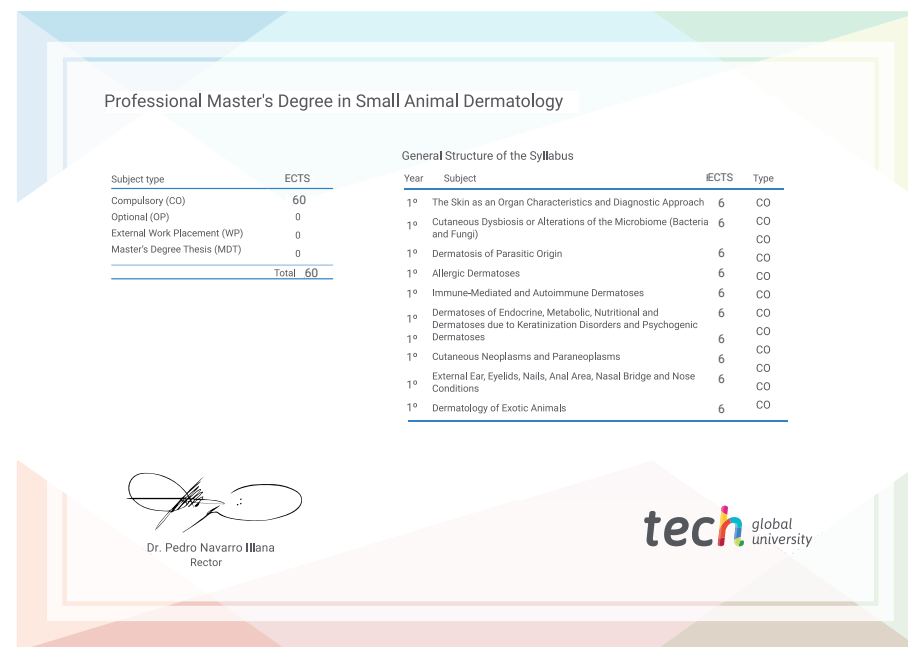 Professional Master's Degree in Small Animal Dermatology
Subject type ECTS
Compulsory (CO) 60
Optional (OP) 0
External Work Placement (WP) 0
Master's Degree Thesis (MDT) 0
Total 60
General Structure of the Syllabus
Year Subject ECTS Type
1º The Skin as an Organ Characteristics and Diagnostic Approach 6 CO
1º Cutaneous Dysbiosis or Alterations of the Microbiome (Bacteria 6 CO
and Fungi) CO
1º Dermatosis of Parasitic Origin 6 CO
1º Allergic Dermatoses 6 CO
1º Immune-Mediated and Autoimmune Dermatoses 6 CO
1º Dermatoses of Endocrine, Metabolic, Nutritional and 6 CO
Dermatoses due to Keratinization Disorders and Psychogenic CO
1º Dermatoses 6 CO
1º Cutaneous Neoplasms and Paraneoplasms 6 CO
1º External Ear, Eyelids, Nails, Anal Area, Nasal Bridge and Nose 6 CO
Conditions
1º Dermatology of Exotic Animals 6 CO
Dr. Pedro Navarro Illana
Rector
tech global
university